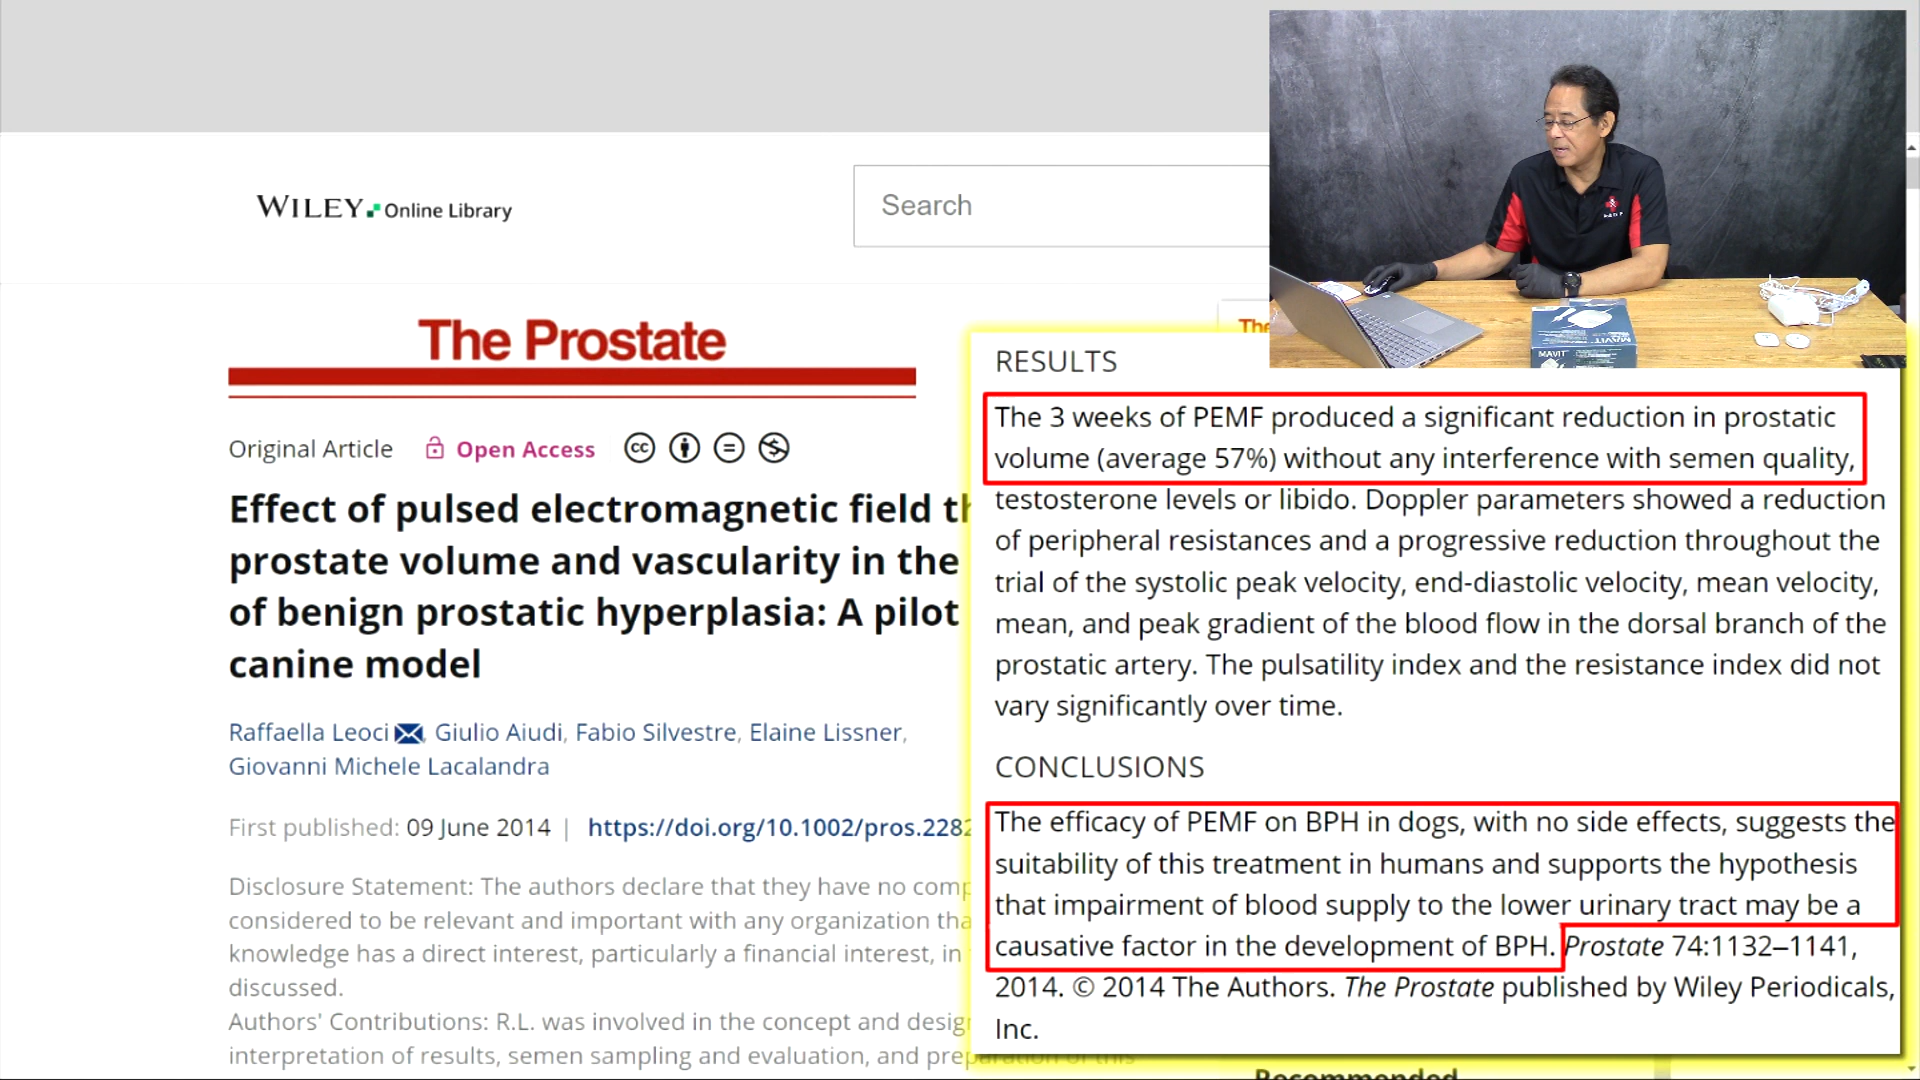 WILEY Online Library
Search
The Prostate
The
Original Article Open Access
Effect of pulsed electromagnetic field th
prostate volume and vascularity in the
of benign prostatic hyperplasia: A pilot
canine model
Raffaella Leoci, Giulio Aiudi, Fabio Silvestre, Elaine Lissner,
Giovanni Michele Lacalandra
First published: 09 June 2014 | https://doi.org/10.1002/pros.2282
Disclosure Statement: The authors declare that they have no comp
considered to be relevant and important with any organization tha
knowledge has a direct interest, particularly a financial interest, in
discussed.
Authors' Contributions: R.L. was involved in the concept and design
interpretation of results, semen sampling and evaluation, and preparation of this
RESULTS
The 3 weeks of PEMF produced a significant reduction in prostatic
volume (average 57%) without any interference with semen quality,
testosterone levels or libido. Doppler parameters showed a reduction
of peripheral resistances and a progressive reduction throughout the
trial of the systolic peak velocity, end-diastolic velocity, mean velocity,
mean, and peak gradient of the blood flow in the dorsal branch of the
prostatic artery. The pulsatility index and the resistance index did not
vary significantly over time.
CONCLUSIONS
The efficacy of PEMF on BPH in dogs, with no side effects, suggests the
suitability of this treatment in humans and supports the hypothesis
that impairment of blood supply to the lower urinary tract may be a
causative factor in the development of BPH. Prostate 74:1132–1141,
2014. © 2014 The Authors. The Prostate published by Wiley Periodicals,
Inc.
Recommended
MAVIT
MAVIT